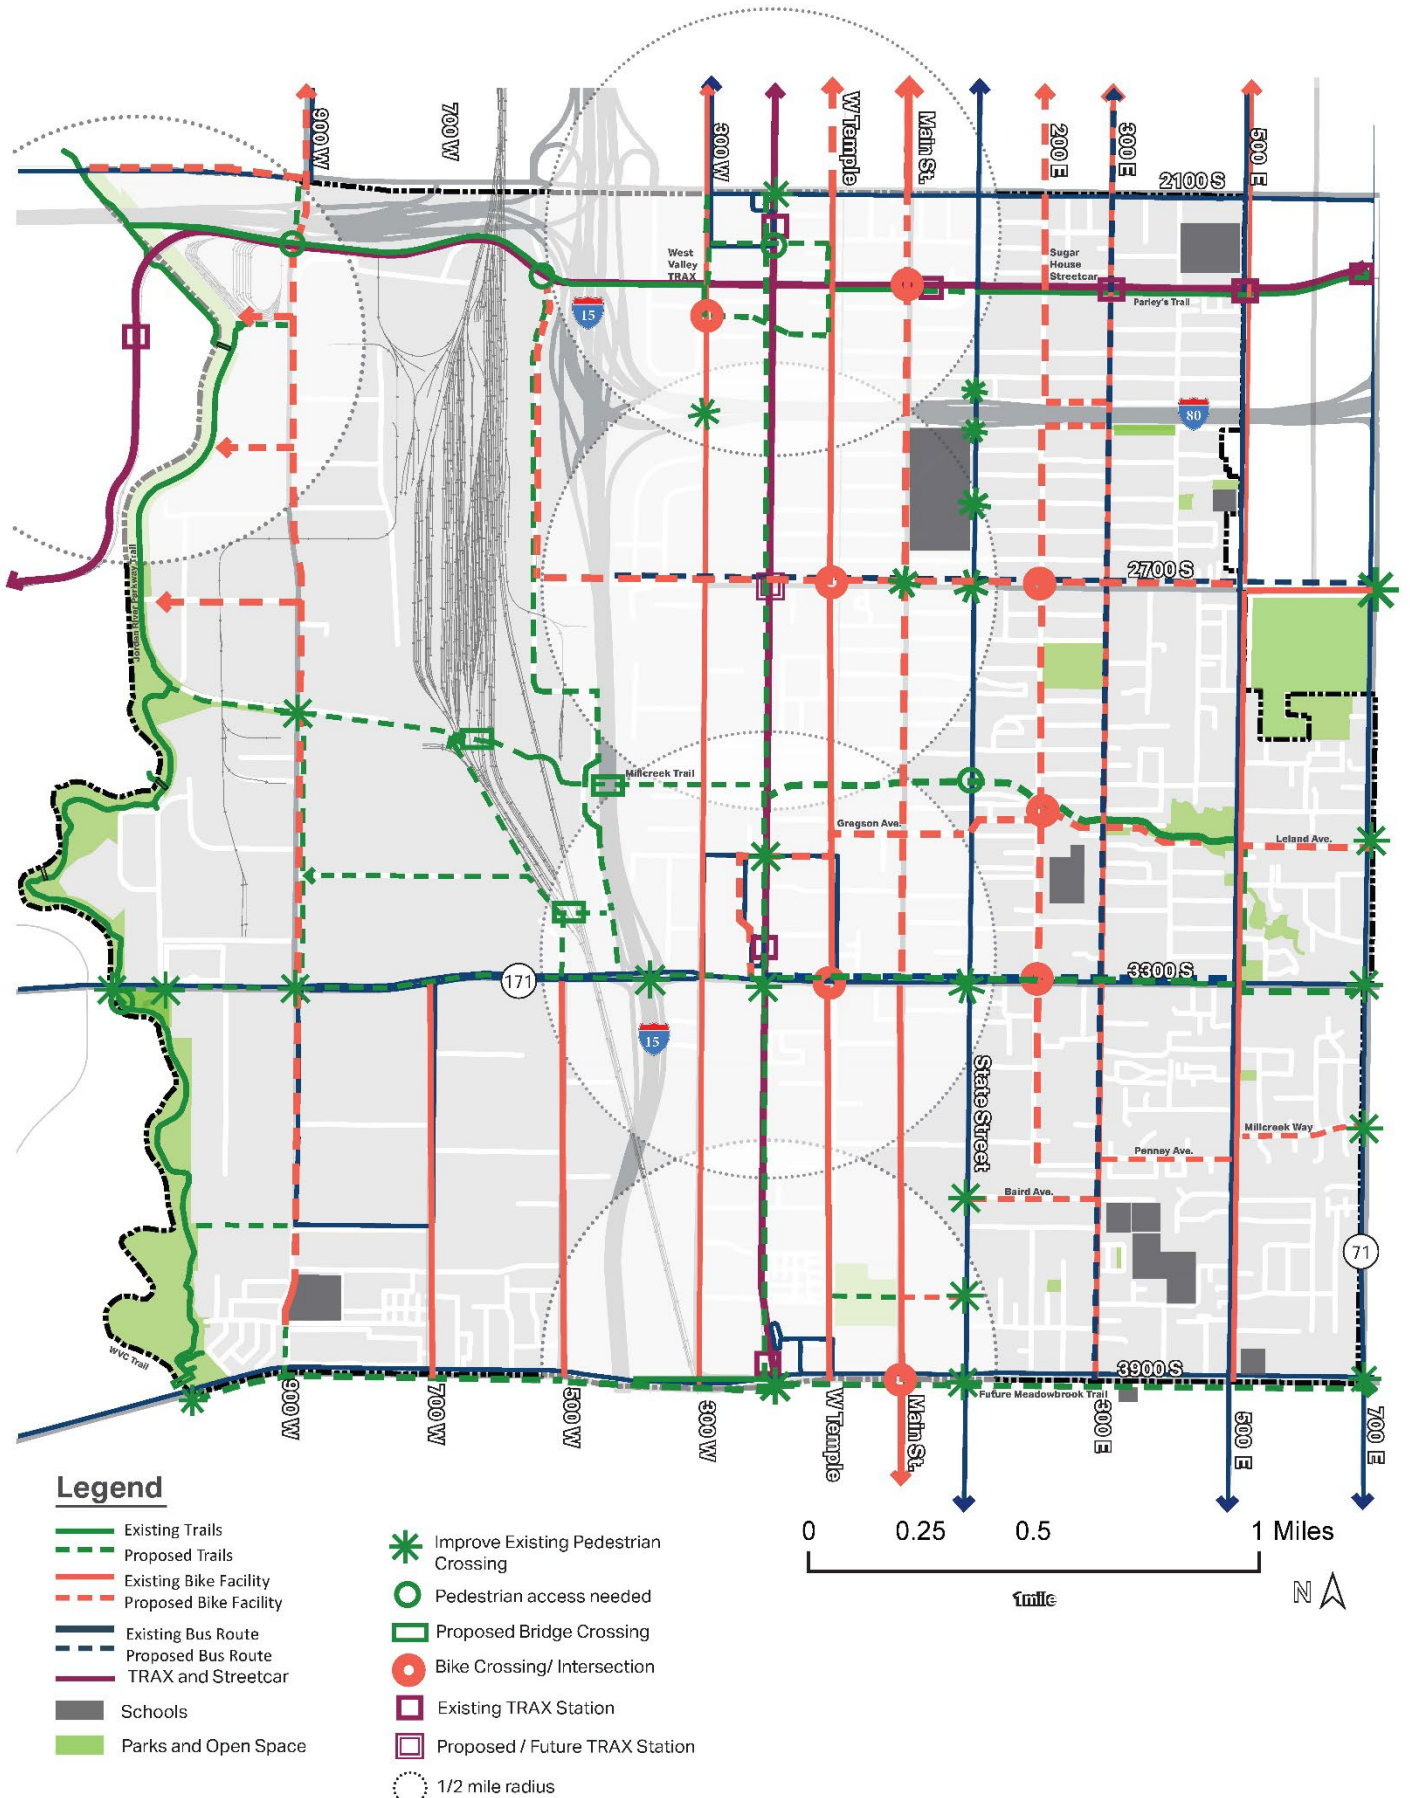 900 W
700 W
300 W
W Temple
Main St.
200 E
300 E
500 E
2100 S
West
Valley
TRAX
Sugar
House
Streetcar
Parley's Trail
15
80
2700 S
Jordan River Parkway Trail
Millcreek Trail
Gregson Ave.
Leland Ave.
171
3300 S
15
State Street
Millcreek Way
Penney Ave.
Baird Ave.
71
WVC Trail
3900 S
Future Meadowbrook Trail
900 W
700 W
500 W
300 W
W Temple
Main St.
300 E
500 E
700 E
Legend
Existing Trails
Proposed Trails
Existing Bike Facility
Proposed Bike Facility
Existing Bus Route
Proposed Bus Route
TRAX and Streetcar
Schools
Parks and Open Space
Improve Existing Pedestrian
Crossing
Pedestrian access needed
Proposed Bridge Crossing
Bike Crossing/ Intersection
Existing TRAX Station
Proposed / Future TRAX Station
1/2 mile radius
0 0.25 0.5 1 Miles
1mile
N